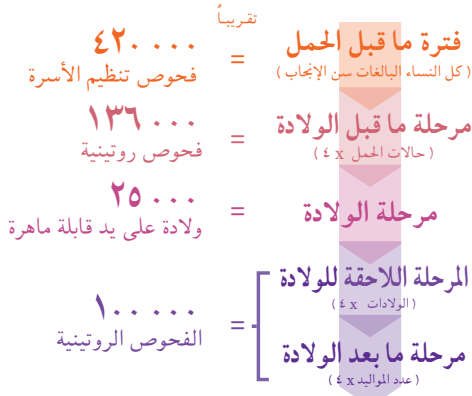 تقريباً
فترة ما قبل الحمل = ٤٢٠٠٠٠
( كل النساء البالغات سن الإنجاب ) فحوص تنظيم الأسرة
مرحلة ما قبل الولادة = ١٣٦٠٠٠
( حالات الحمل x ٤ ) فحوص روتينية
مرحلة الولادة = ٢٥٠٠٠
ولادة على يد قابلة ماهرة
المرحلة اللاحقة للولادة
( الولادات x ٤ )
= ١٠٠٠٠٠
الفحوص الروتينية
مرحلة ما بعد الولادة
( عدد المواليد x ٤ )